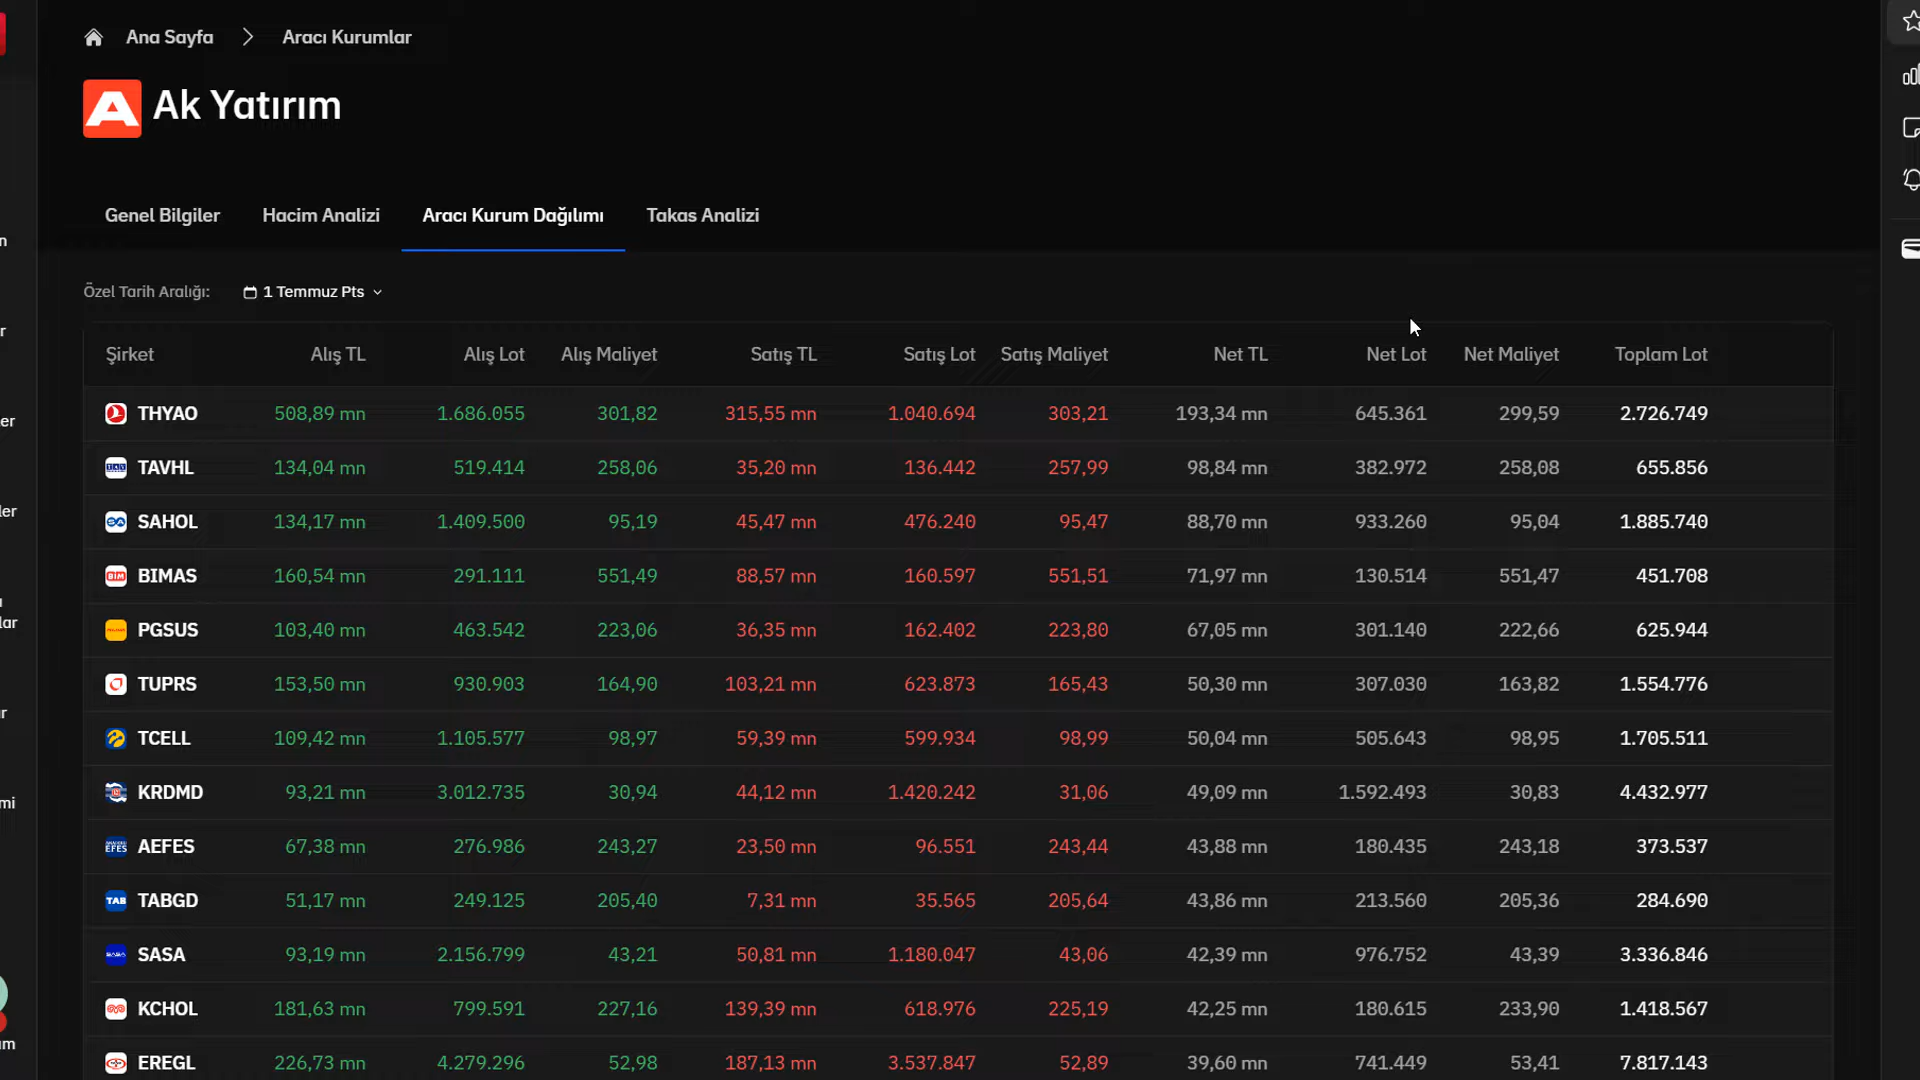 Ana Sayfa > Aracı Kurumlar
Ak Yatırım
Genel Bilgiler Hacim Analizi Aracı Kurum Dağılımı Takas Analizi
Özel Tarih Aralığı: 1 Temmuz Pts
Şirket Alış TL Alış Lot Alış Maliyet Satış TL Satış Lot Satış Maliyet Net TL Net Lot Net Maliyet Toplam Lot
THYAO 508,89 mn 1.686.055 301,82 315,55 mn 1.040.694 303,21 193,34 mn 645.361 299,59 2.726.749
TAVHL 134,04 mn 519.414 258,06 35,20 mn 136.442 257,99 98,84 mn 382.972 258,08 655.856
SAHOL 134,17 mn 1.409.500 95,19 45,47 mn 476.240 95,47 88,70 mn 933.260 95,04 1.885.740
BIMAS 160,54 mn 291.111 551,49 88,57 mn 160.597 551,51 71,97 mn 130.514 551,47 451.708
PGSUS 103,40 mn 463.542 223,06 36,35 mn 162.402 223,80 67,05 mn 301.140 222,66 625.944
TUPRS 153,50 mn 930.903 164,90 103,21 mn 623.873 165,43 50,30 mn 307.030 163,82 1.554.776
TCELL 109,42 mn 1.105.577 98,97 59,39 mn 599.934 98,99 50,04 mn 505.643 98,95 1.705.511
KRDMD 93,21 mn 3.012.735 30,94 44,12 mn 1.420.242 31,06 49,09 mn 1.592.493 30,83 4.432.977
AEFES 67,38 mn 276.986 243,27 23,50 mn 96.551 243,44 43,88 mn 180.435 243,18 373.537
TABGD 51,17 mn 249.125 205,40 7,31 mn 35.565 205,64 43,86 mn 213.560 205,36 284.690
SASA 93,19 mn 2.156.799 43,21 50,81 mn 1.180.047 43,06 42,39 mn 976.752 43,39 3.336.846
KCHOL 181,63 mn 799.591 227,16 139,39 mn 618.976 225,19 42,25 mn 180.615 233,90 1.418.567
EREGL 226,73 mn 4.279.296 52,98 187,13 mn 3.537.847 52,89 39,60 mn 741.449 53,41 7.817.143